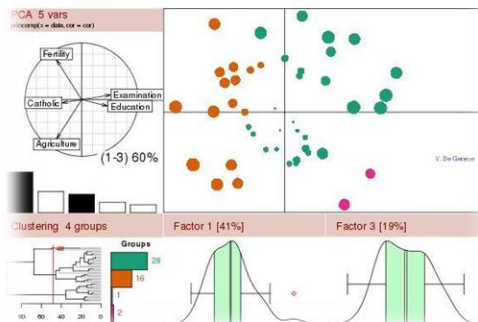 PCA 5 vars
princomp(x = data, cor = cor)
Fertility
Catholic
Examination
Education
Agriculture
(1-3) 60%
V. De Geneve
Clustering 4 groups
Factor 1 [41%]
Factor 3 [19%]
Groups
28
16
1
2
80 60 40 20 0